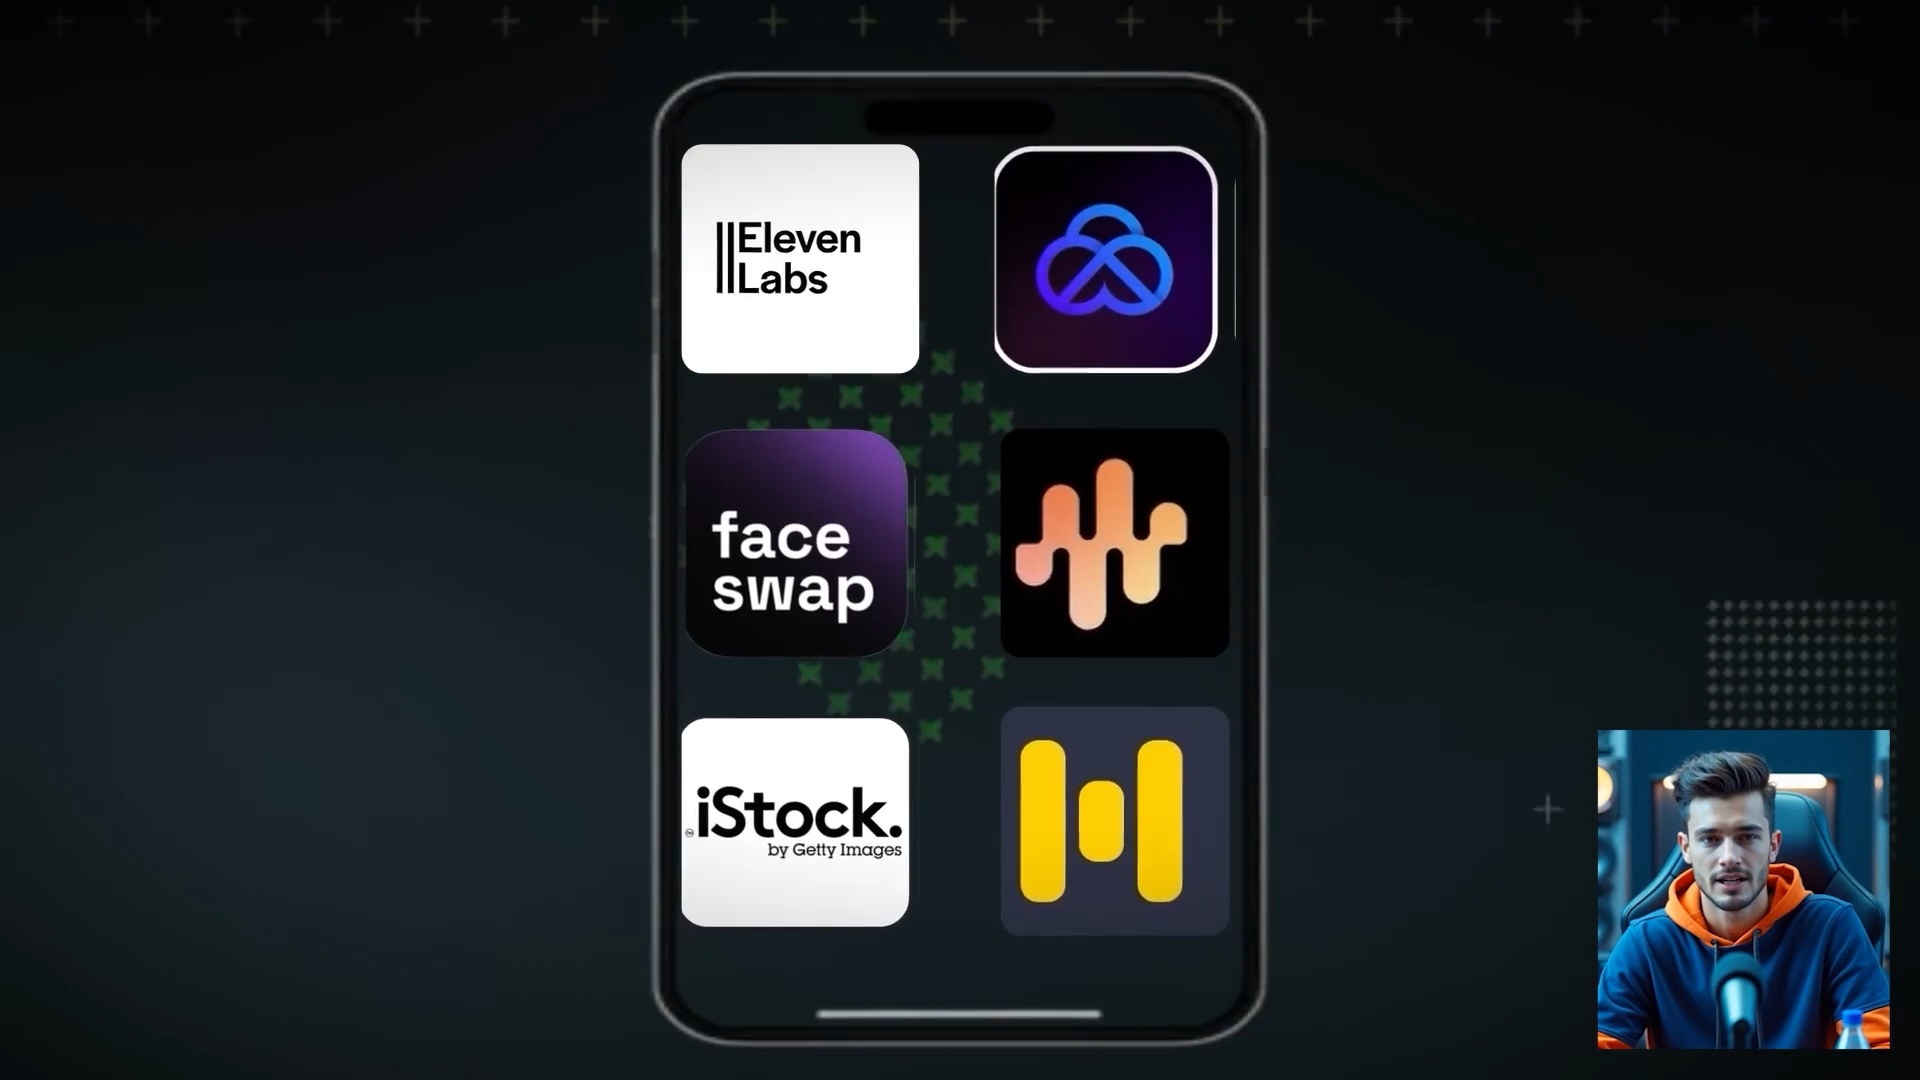 Eleven
Labs
face
swap
iStock.
by Getty Images